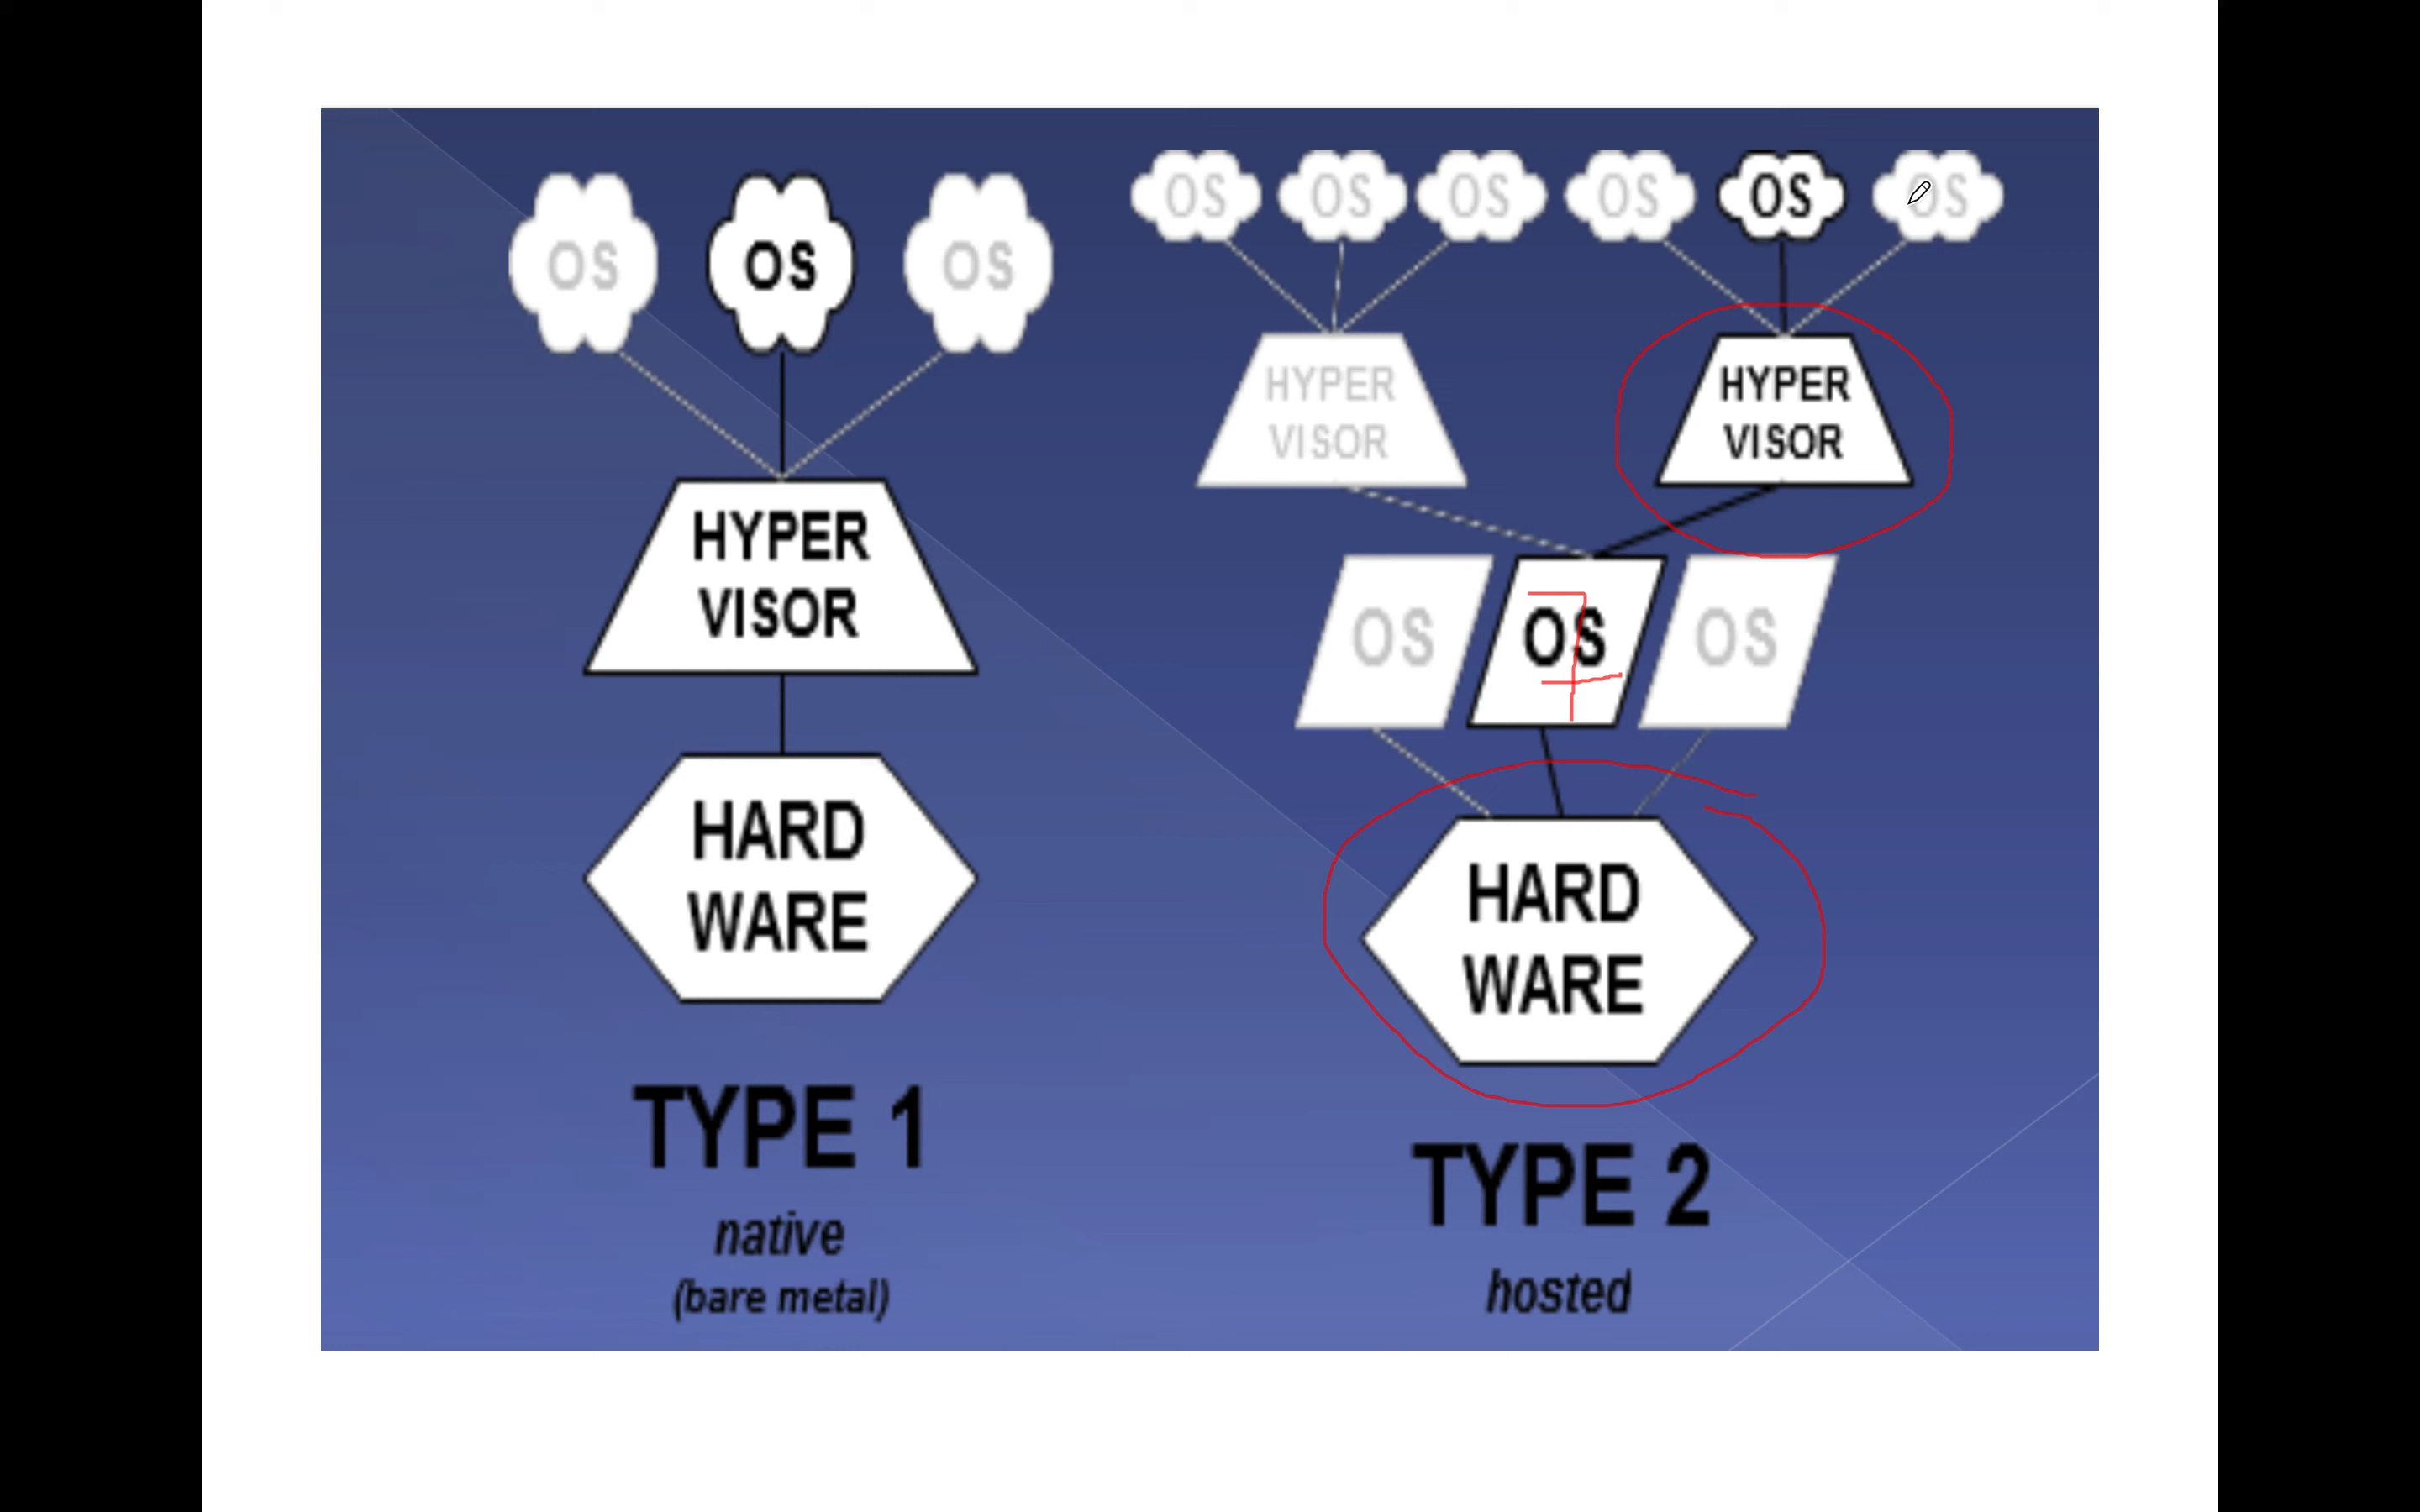 OS
OS
OS
HYPER
VISOR
HARD
WARE
TYPE 1
native
(bare metal)
OS
OS
OS
OS
OS
OS
HYPER
VISOR
HYPER
VISOR
OS
OS
OS
HARD
WARE
TYPE 2
hosted